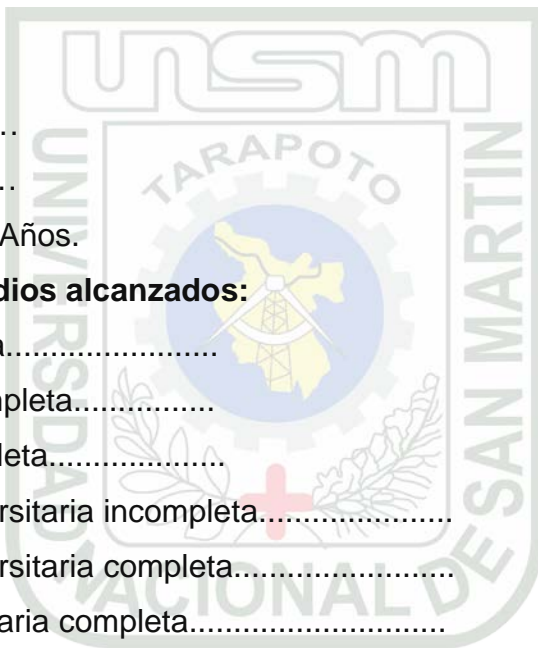 unsm
TARAPOTO
UNIVERSIDAD NACIONAL DE SAN MARTIN
…
…
Años.
dios alcanzados:
a........................
pleta................
leta....................
rsitaria incompleta......................
rsitaria completa.........................
aria completa.............................